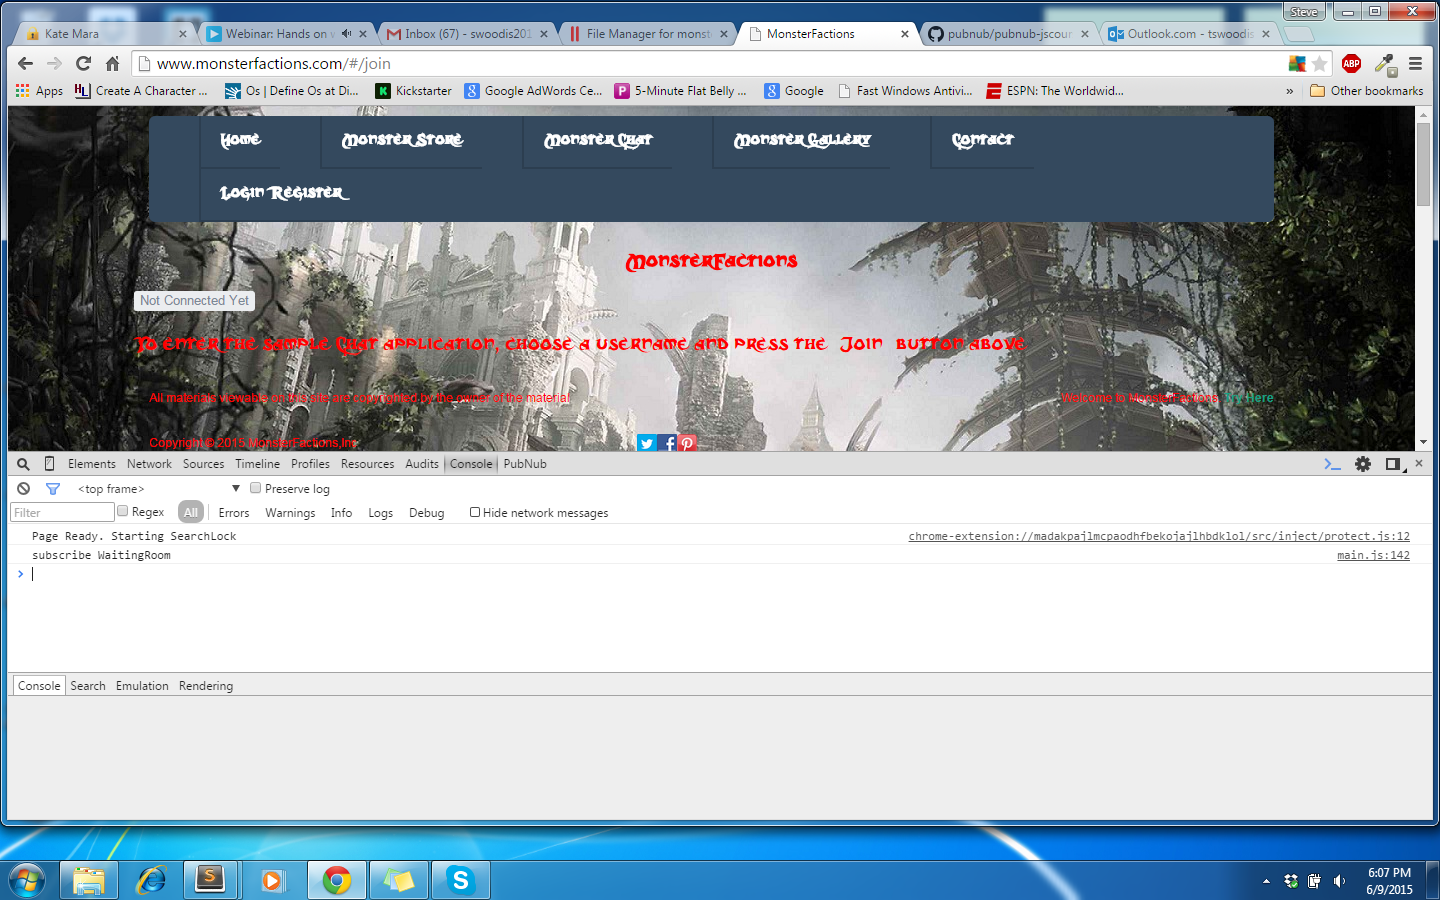 Steve
Kate Mara
Webinar: Hands on w
Inbox (67) - swoodis201
File Manager for monste
MonsterFactions
pubnub/pubnub-jscour
Outlook.com - tswoodis
www.monsterfactions.com/#/join
ABP
Apps
Create A Character ...
Os | Define Os at Di...
Kickstarter
Google AdWords Ce...
5-Minute Flat Belly ...
Google
Fast Windows Antivi...
ESPN: The Worldwid...
»
Other bookmarks
Home
Monster Store
Monster Chat
Monster Gallery
Contact
Login Register
MonsterFactions
Not Connected Yet
To enter the sample Chat application, choose a username and press the Join button above
All materials viewable on this site are copyrighted by the owner of the material
Welcome to MonsterFactions
Here
Copyright © 2015 MonsterFactions,Inc
Elements
Network
Sources
Timeline
Profiles
Resources
Audits
Console
PubNub
<top frame>
Preserve log
Filter
Regex
All
Errors
Warnings
Info
Logs
Debug
Hide network messages
Page Ready. Starting SearchLock
chrome-extension://madakpajlmcpaodhfbekojajlhbdklol/src/inject/protect.js:12
subscribe WaitingRoom
main.js:142
Console
Search
Emulation
Rendering
6:07 PM
6/9/2015